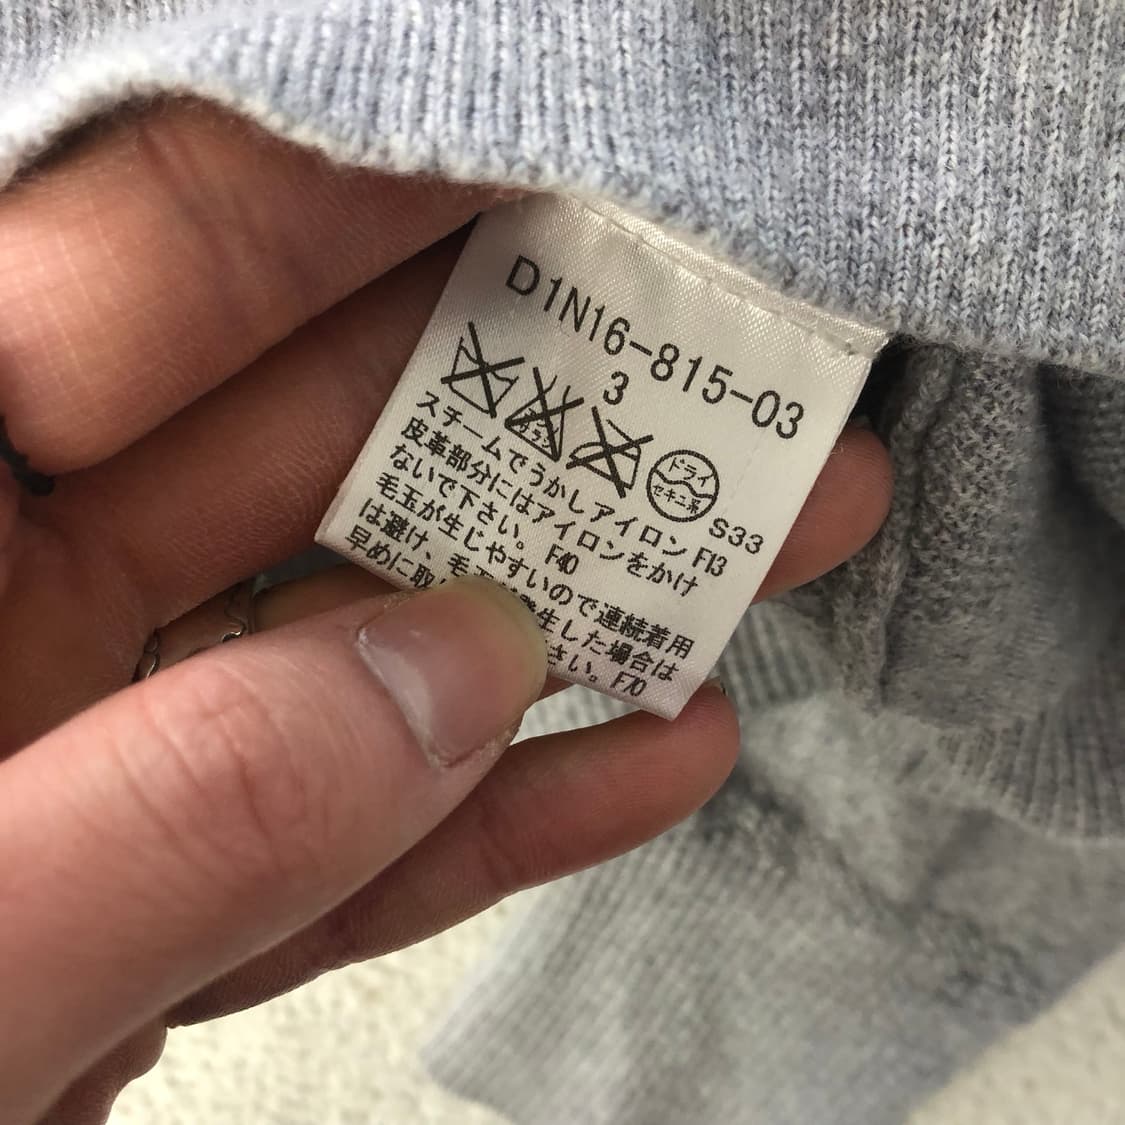 D1N16-815-03
3
ドライ
セキユ系
S33
スチームでうかしアイロン F13
皮革部分にはアイロンをかけ
ないで下さい。 F40
毛玉が生じやすいので連続着用
は避け、毛 生した場合は
早めに取 さい。F70